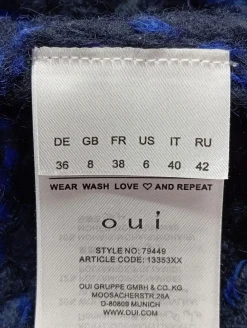 DE GB FR US IT RU
36 8 38 6 40 42
WEAR WASH LOVE ♡ AND REPEAT
oui
STYLE NO: 79449
ARTICLE CODE: 13353XX
OUI GRUPPE GMBH & CO. KG
MOOSACHERSTR.26A
D-80809 MUNICH
WWW.OUI.COM